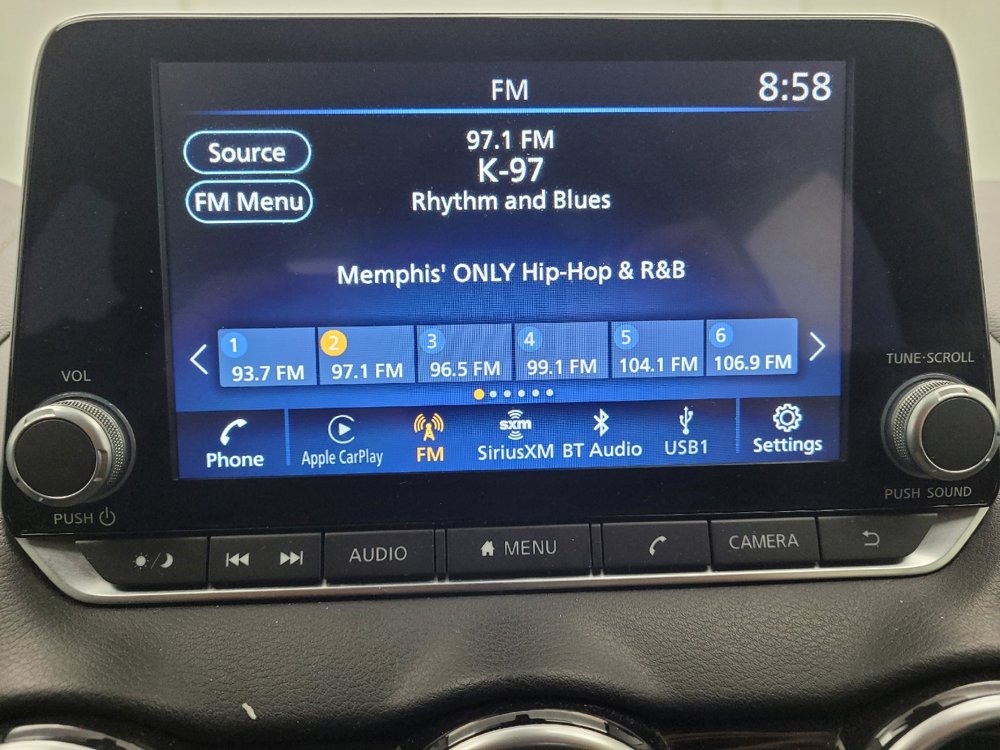 FM
8:58
Source
97.1 FM
K-97
FM Menu
Rhythm and Blues
Memphis' ONLY Hip-Hop & R&B
1 2 3 4 5 6
93.7 FM 97.1 FM 96.5 FM 99.1 FM 104.1 FM 106.9 FM
VOL
TUNE·SCROLL
sxm
Phone Apple CarPlay FM SiriusXM BT Audio USB1 Settings
PUSH
PUSH SOUND
AUDIO MENU CAMERA